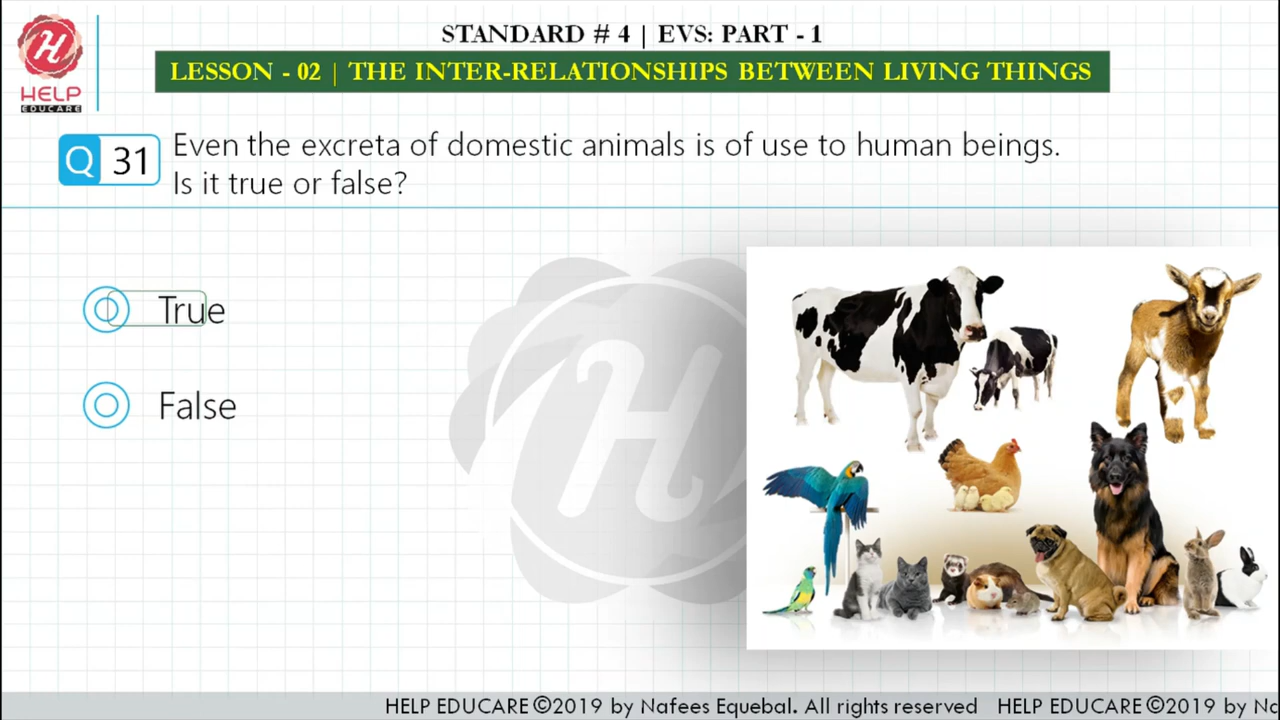 STANDARD # 4 | EVS: PART - 1
LESSON - 02 | THE INTER-RELATIONSHIPS BETWEEN LIVING THINGS
H
HELP
EDUCARE
Q 31
Even the excreta of domestic animals is of use to human beings.
Is it true or false?
True
False
H
HELP EDUCARE ©2019 by Nafees Equebal. All rights reserved HELP EDUCARE ©2019 by Na